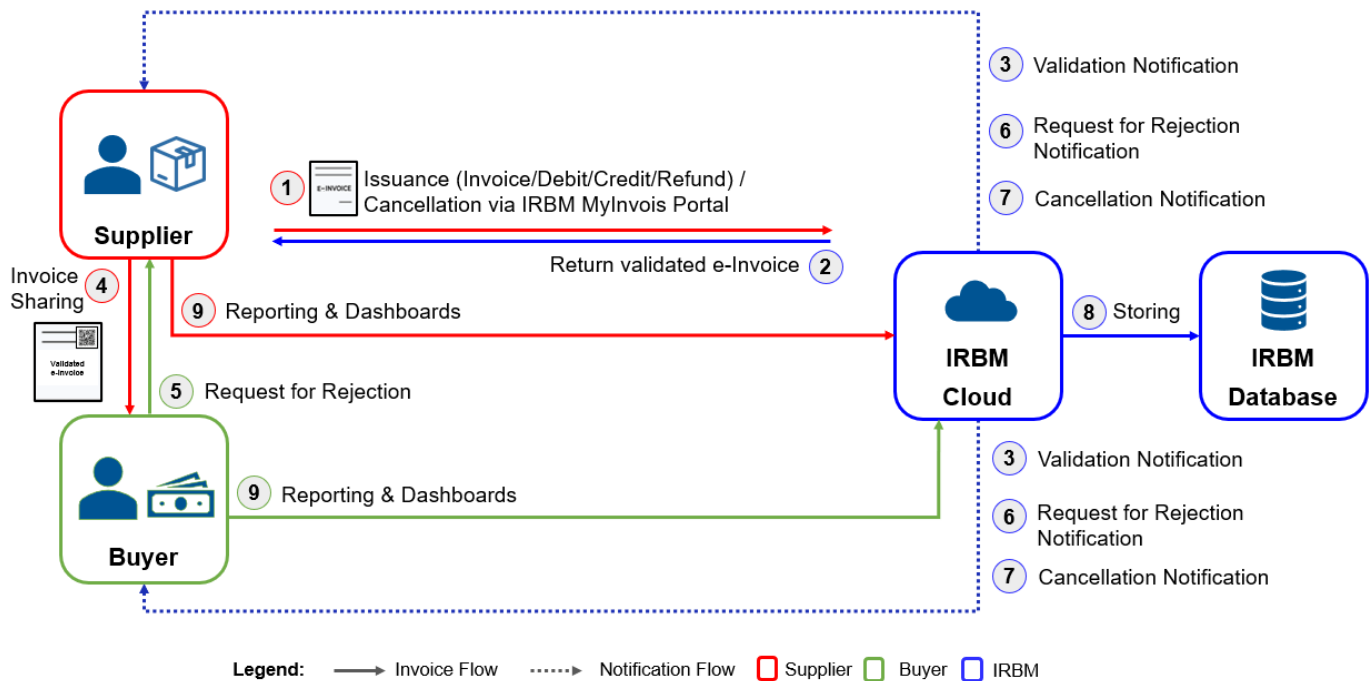 3 Validation Notification
6 Request for Rejection
Notification
7 Cancellation Notification
Supplier
1 E-INVOICE Issuance (Invoice/Debit/Credit/Refund) /
Cancellation via IRBM MyInvois Portal
Return validated e-Invoice 2
Invoice
Sharing 4
Validated
e-Invoice
9 Reporting & Dashboards
5 Request for Rejection
IRBM
Cloud
8 Storing
IRBM
Database
Buyer
9 Reporting & Dashboards
3 Validation Notification
6 Request for Rejection
Notification
7 Cancellation Notification
Legend: Invoice Flow Notification Flow Supplier Buyer IRBM